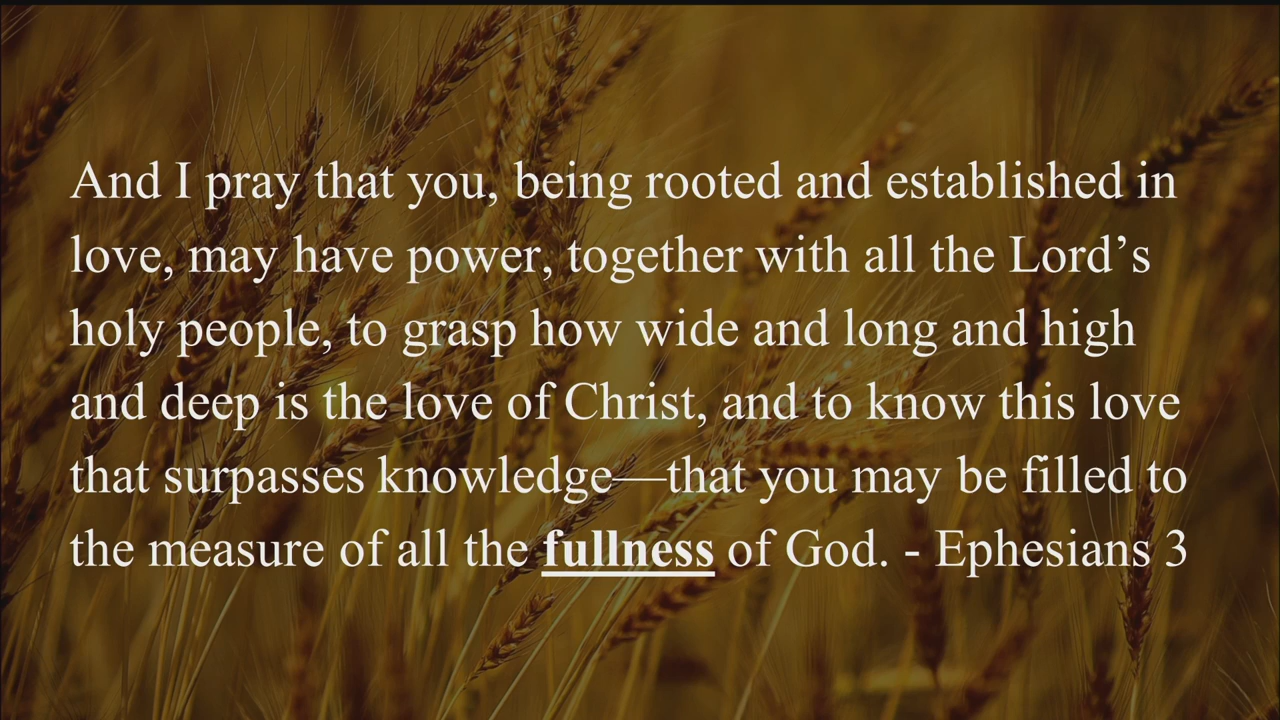 And I pray that you, being rooted and established in
love, may have power, together with all the Lord’s
holy people, to grasp how wide and long and high
and deep is the love of Christ, and to know this love
that surpasses knowledge—that you may be filled to
the measure of all the fullness of God. - Ephesians 3